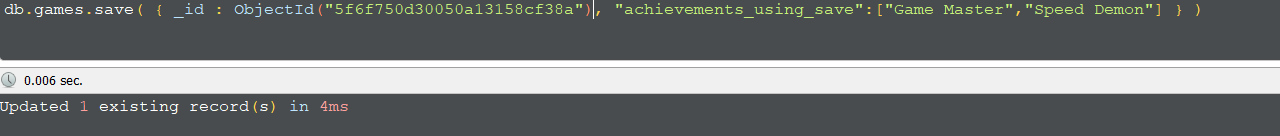 db.games.save( { _id : ObjectId("5f6f750d30050a13158cf38a"), "achievements_using_save":["Game Master","Speed Demon"] } )
0.006 sec.
Updated 1 existing record(s) in 4ms